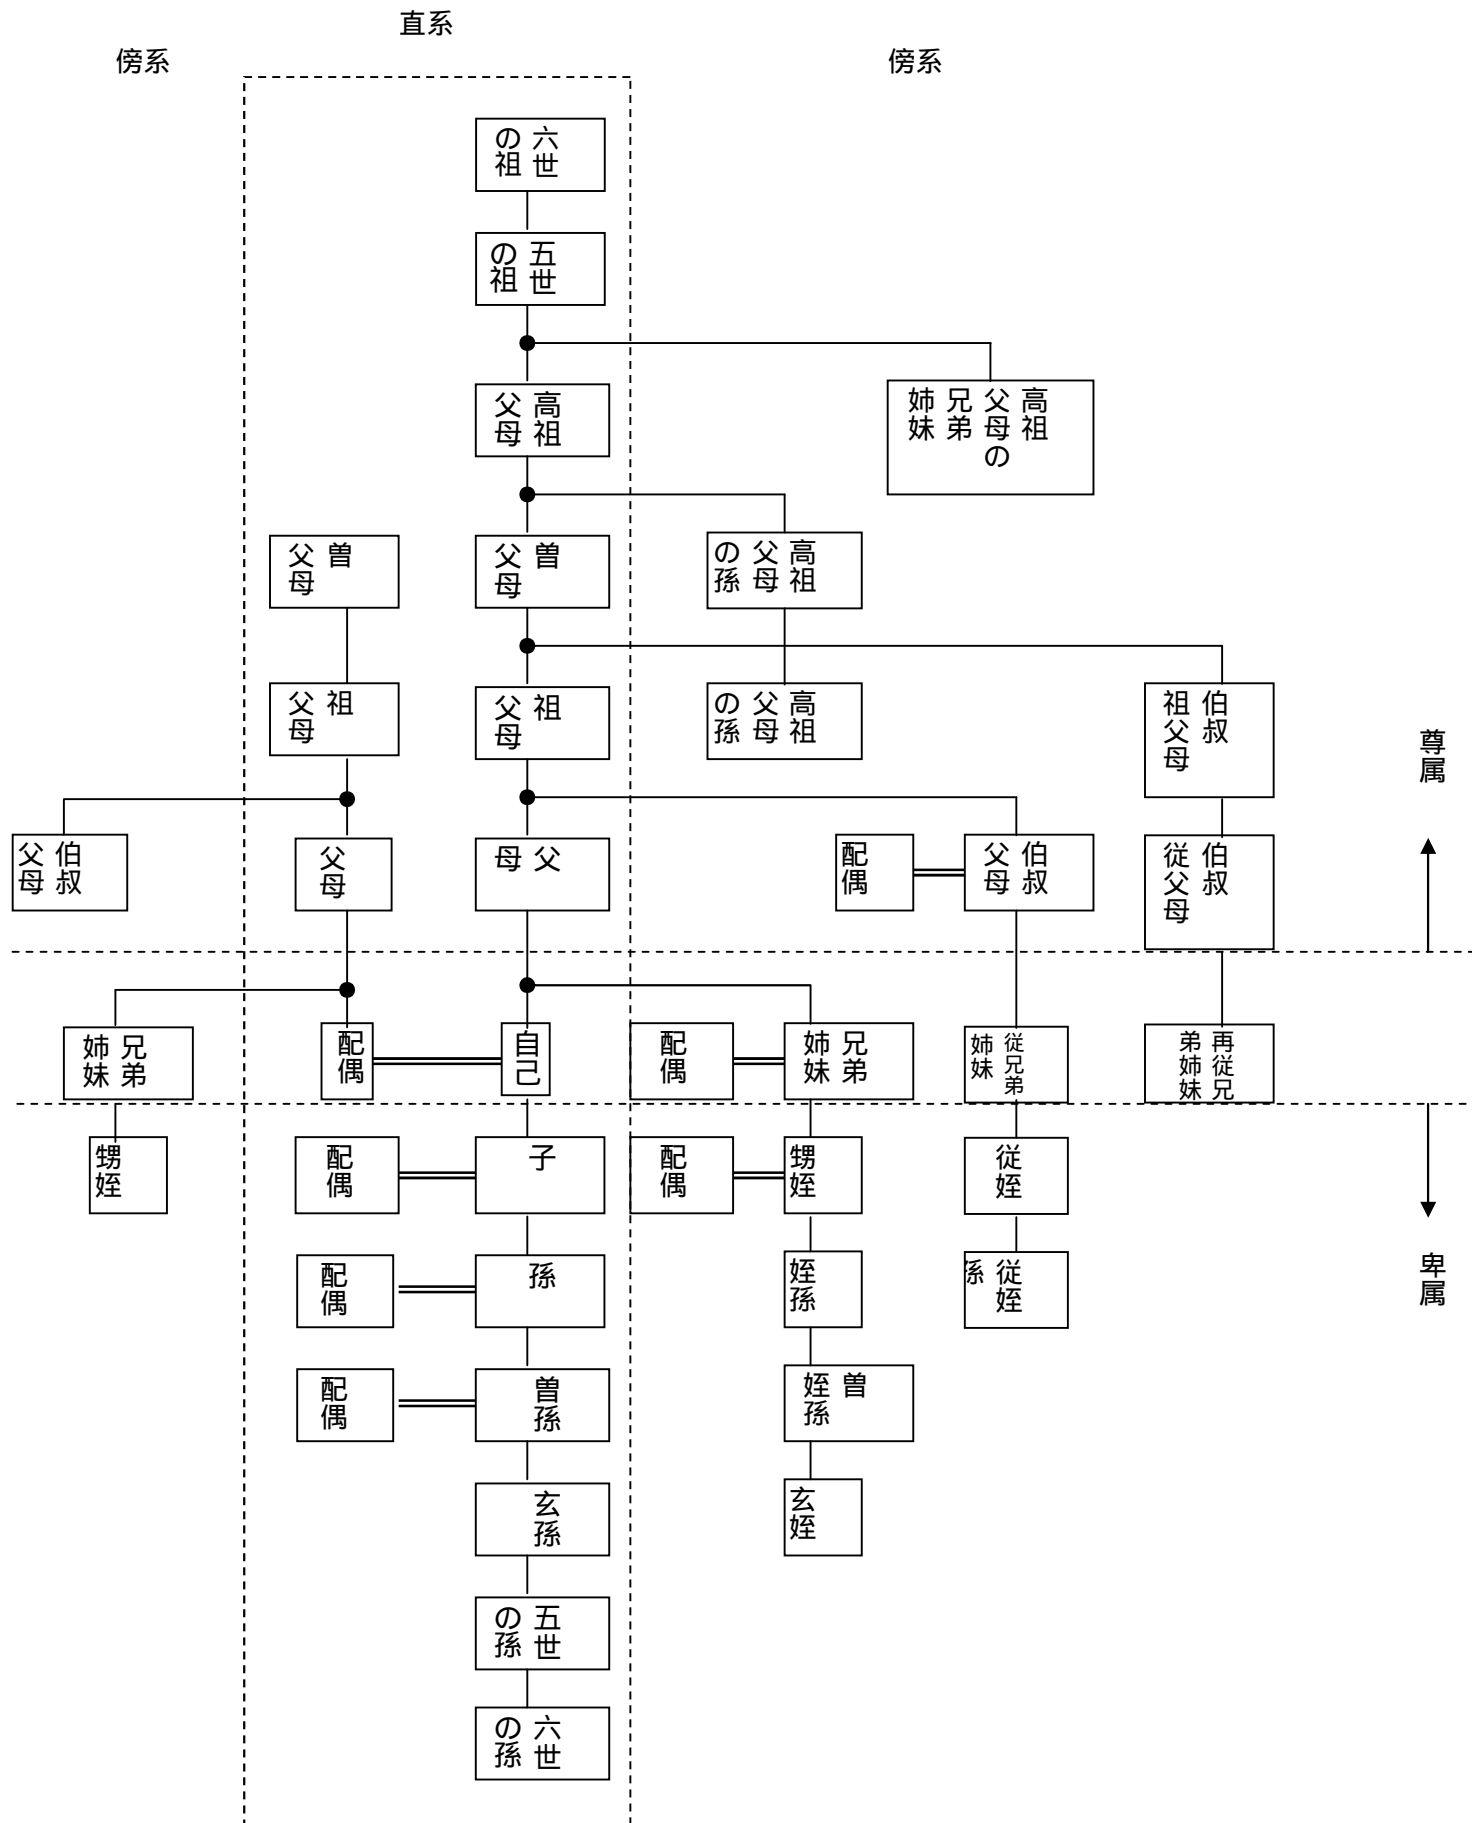 直系
傍系
傍系
六世
の祖
五世
の祖
高祖
父母
高祖
父母の
兄弟
姉妹
曽
父母
曽
父母
高祖
父母
の孫
祖
父母
祖
父母
高祖
父母
の孫
伯叔
祖父母
尊属
伯叔
父母
父母
父
母
配偶
伯叔
父母
伯叔
従父母
兄弟
姉妹
配偶
自己
配偶
兄弟
姉妹
従兄弟
姉妹
再従兄
弟姉妹
甥姪
配偶
子
配偶
甥姪
従姪
配偶
孫
姪孫
従姪
孫
卑属
配偶
曽孫
曽
姪孫
玄孫
玄姪
五世
の孫
六世
の孫